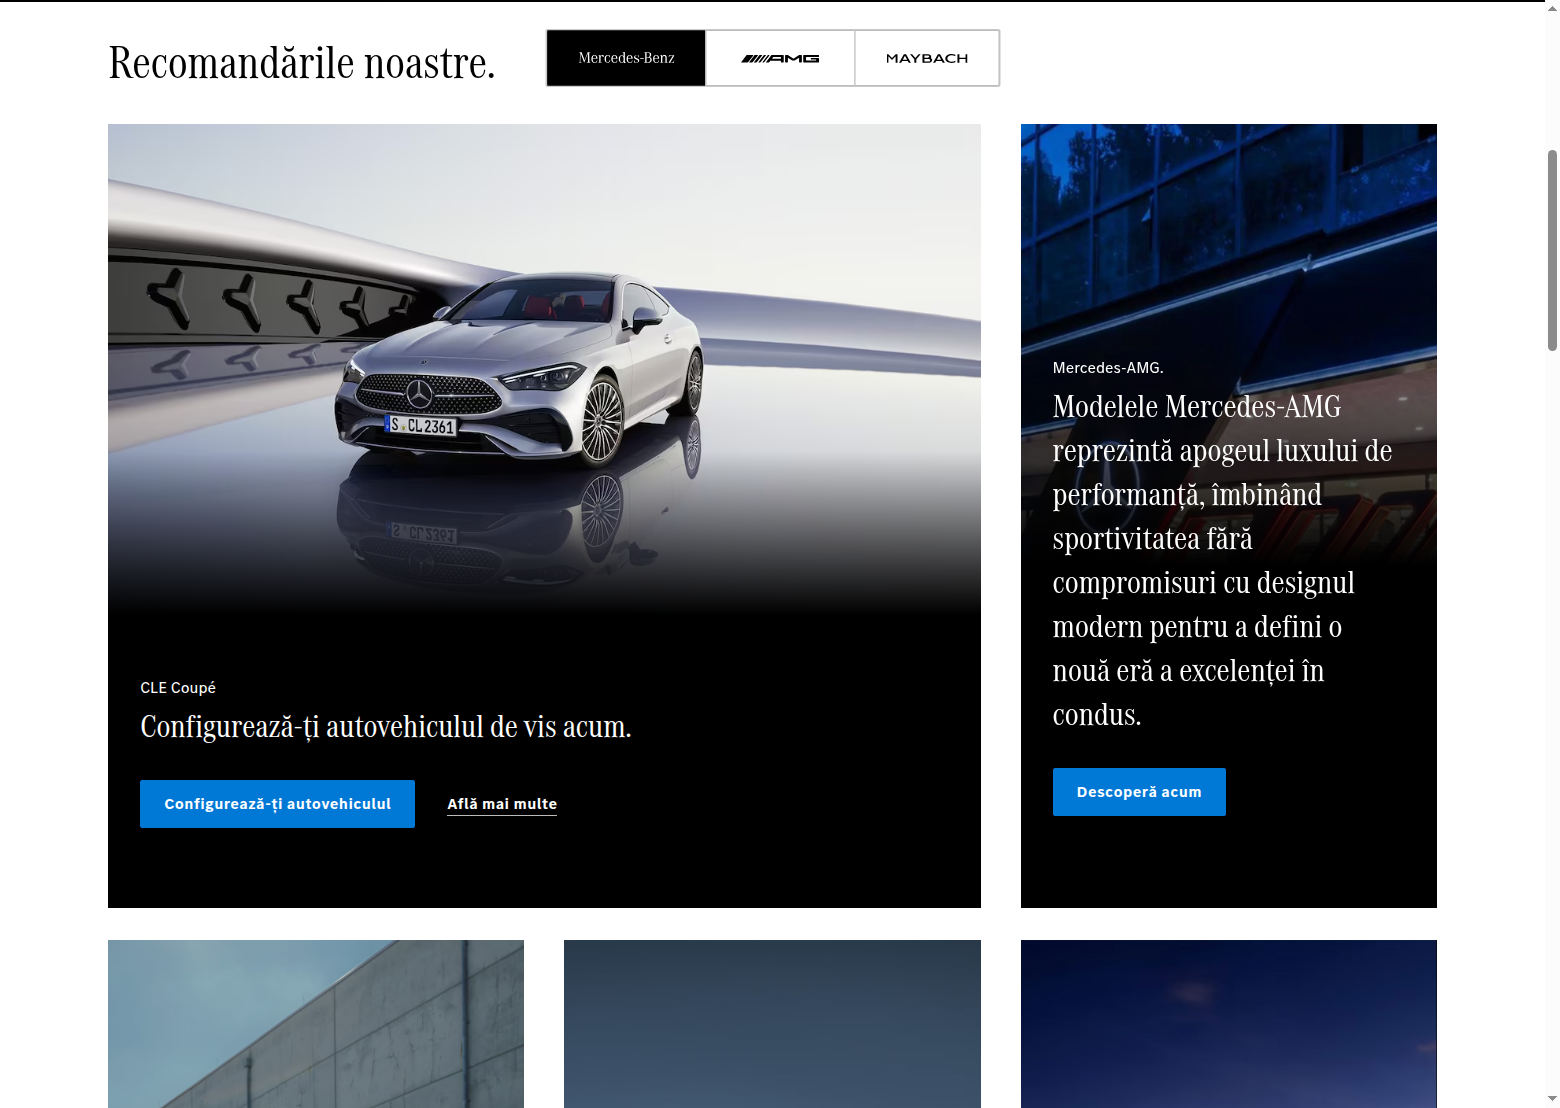 Recomandările noastre.
Mercedes-Benz
AMG
MAYBACH
S CL 2361
CLE Coupé
Configurează-ți autovehiculul de vis acum.
Configurează-ți autovehiculul
Află mai multe
Mercedes-AMG.
Modelele Mercedes-AMG
reprezintă apogeul luxului de
performanță, îmbinând
sportivitatea fără
compromisuri cu designul
modern pentru a defini o
nouă eră a excelenței în
condus.
Descoperă acum